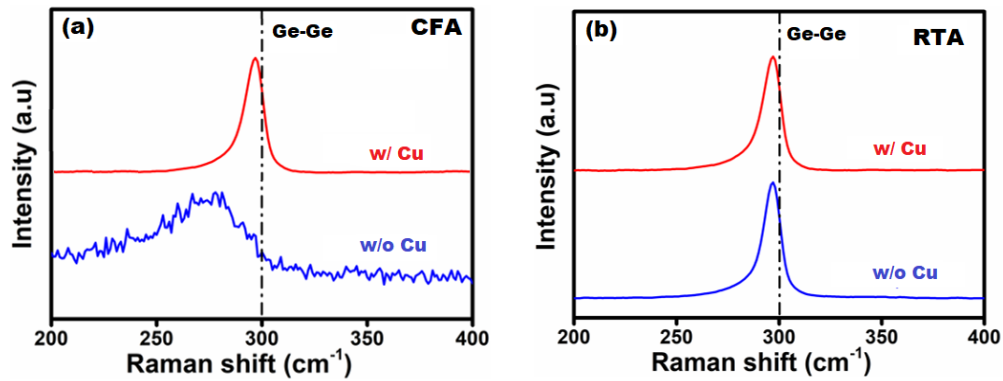 (a)
Ge-Ge
CFA
w/ Cu
w/o Cu
Intensity (a.u)
200 250 300 350 400
Raman shift (cm⁻¹)
(b)
Ge-Ge
RTA
w/ Cu
w/o Cu
Intensity (a.u)
200 250 300 350 400
Raman shift (cm⁻¹)